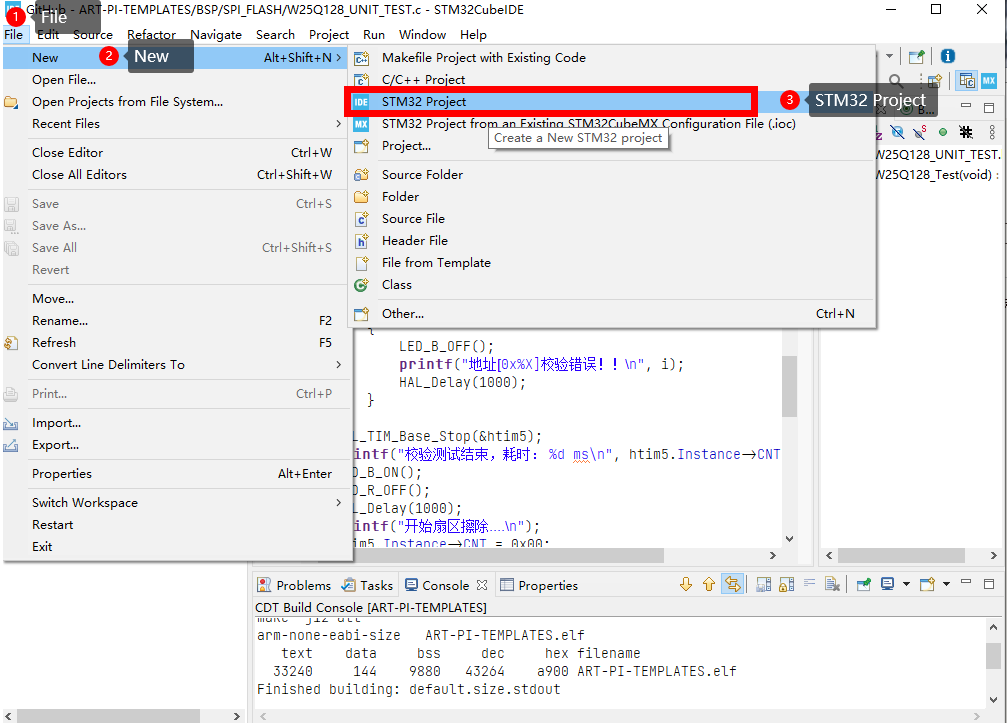 GitHub - ART-PI-TEMPLATES/BSP/SPI_FLASH/W25Q128_UNIT_TEST.c - STM32CubeIDE
1 File
File Edit Source Refactor Navigate Search Project Run Window Help
New Alt+Shift+N >
2 New
Open File...
Open Projects from File System...
Recent Files >
Close Editor Ctrl+W
Close All Editors Ctrl+Shift+W
Save Ctrl+S
Save As...
Save All Ctrl+Shift+S
Revert
Move...
Rename... F2
Refresh F5
Convert Line Delimiters To >
Print... Ctrl+P
Import...
Export...
Properties Alt+Enter
Switch Workspace >
Restart
Exit
Makefile Project with Existing Code
C/C++ Project
IDE STM32 Project
3 STM32 Project
MX STM32 Project from an Existing STM32CubeMX Configuration File (.ioc)
Create a New STM32 project
Project...
Source Folder
Folder
Source File
Header File
File from Template
Class
Other... Ctrl+N
MX
B...
W25Q128_UNIT_TEST.
W25Q128_Test(void) :
{
LED_B_OFF();
printf("地址[0x%X]校验错误！！\n", i);
HAL_Delay(1000);
}
L_TIM_Base_Stop(&htim5);
intf("校验测试结束，耗时：%d ms\n", htim5.Instance->CNT
D_B_ON();
D_R_OFF();
L_Delay(1000);
intf("开始扇区擦除....\n");
im5.Instance->CNT = 0x00;
Problems Tasks Console Properties
CDT Build Console [ART-PI-TEMPLATES]
make -j12 all
arm-none-eabi-size ART-PI-TEMPLATES.elf
text data bss dec hex filename
33240 144 9880 43264 a900 ART-PI-TEMPLATES.elf
Finished building: default.size.stdout